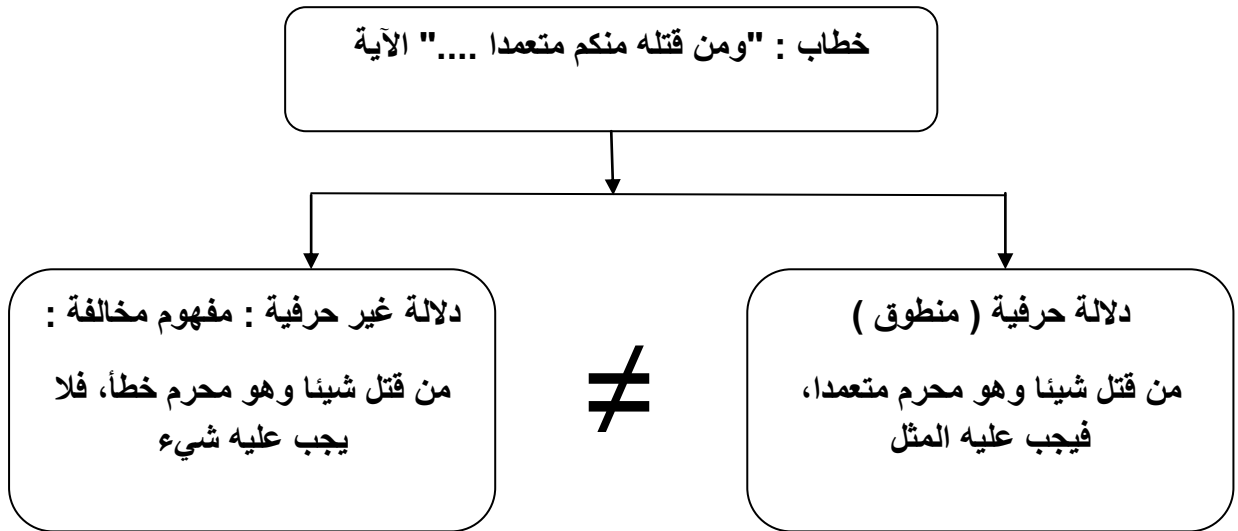 خطاب : "ومن قتله منكم متعمدا ...." الآية
دلالة حرفية ( منطوق )
من قتل شيئا وهو محرم متعمدا،
فيجب عليه المثل
≠
دلالة غير حرفية : مفهوم مخالفة :
من قتل شيئا وهو محرم خطأ، فلا
يجب عليه شيء